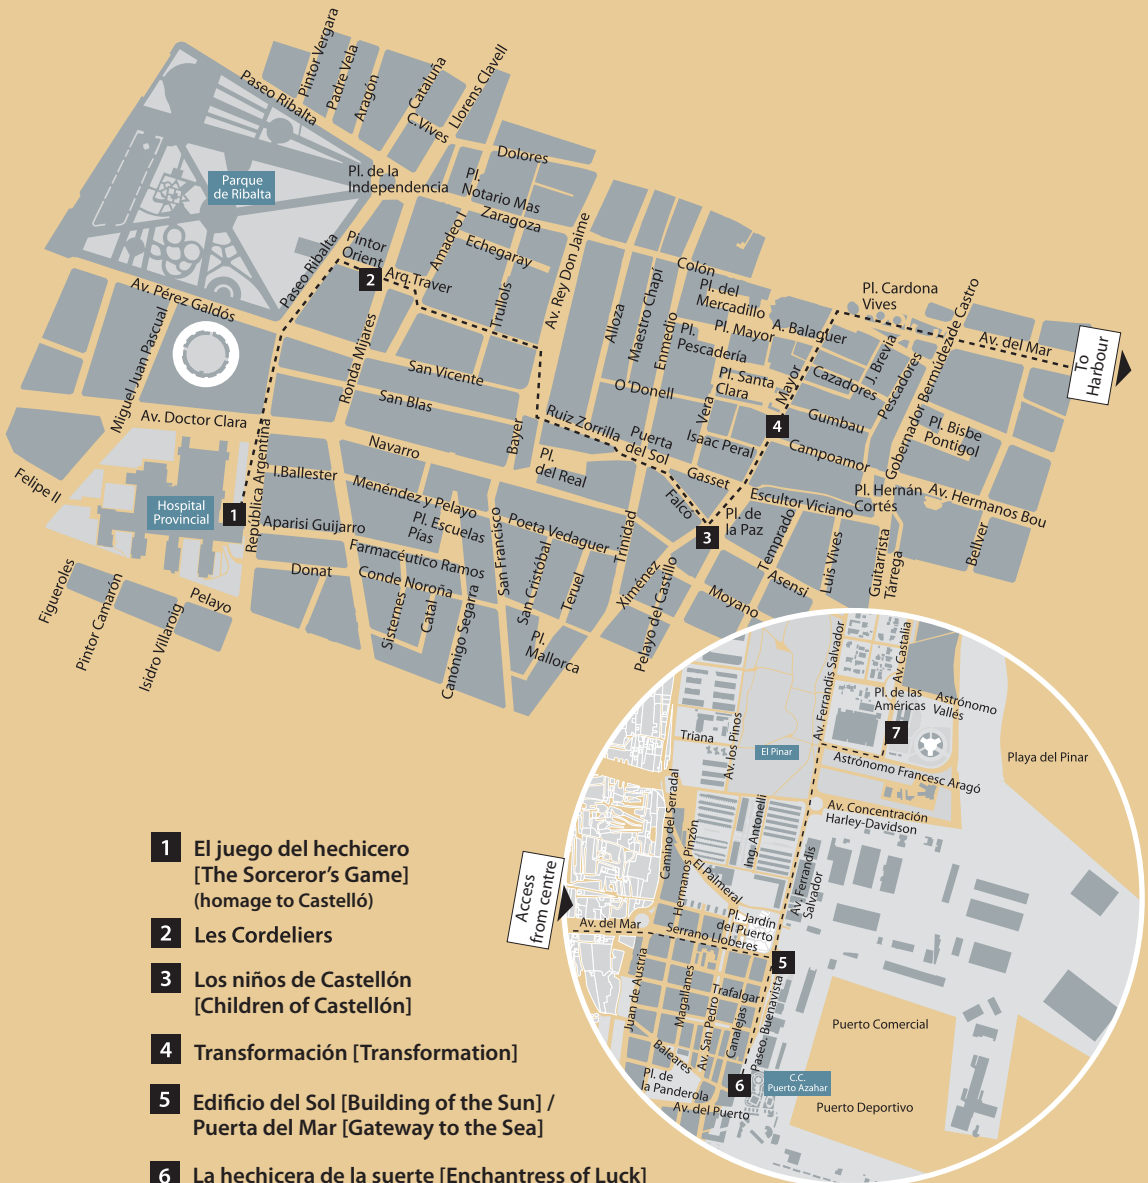 Pintor Vergara
Padre Vela
Aragón
Cataluña
Llorens Clavell
Paseo Ribalta
C.Vives
Dolores
Parque
de Ribalta
Pl. de la
Independencia
Pl.
Notario Mas
Zaragoza
Paseo Ribalta
Pintor
Orient
2
Arq.Traver
Amadeo I
Echegaray
Trullols
Av. Rey Don Jaime
Colón
Pl. del
Mercadillo
Pl. Cardona
Vives
Av. Pérez Galdós
Miguel Juan Pascual
Ronda Mijares
Alloza
Maestro Chapí
Enmedio
Pl.
Pescadería
Pl. Mayor
A. Balaguer
J. Brevia
Pescadores
Gobernador Bermúdez de Castro
Av. del Mar
To
Harbour
San Vicente
San Blas
O´Donell
Pl. Santa
Clara
Mayor
Cazadores
Gumbau
Pl. Bisbe
Pontigol
Av. Doctor Clara
República Argentina
Navarro
Bayer
Ruiz Zorrilla
Puerta
del Sol
Vera
Isaac Peral
4
Campoamor
Felipe II
Hospital
Provincial
1
I.Ballester
Menéndez y Pelayo
Pl.
del Real
Gasset
Falcó
Escultor Viciano
Pl. Hernán
Cortés
Av. Hermanos Bou
Aparisi Guijarro
Pl. Escuelas
Pías
San Francisco
Poeta Vedaguer
Trinidad
3
Pl. de
la Paz
Temprado
Luis Vives
Guitarrista
Tárrega
Bellver
Donat
Farmacéutico Ramos
Conde Noroña
San Cristóbal
Teruel
Ximénez
Pelayo del Castillo
Moyano
T. Asensi
Figueroles
Pintor Camarón
Isidro Villaroig
Pelayo
Sisternes
Catal
Canónigo Segarra
Pl.
Mallorca
Av. Ferrandis Salvador
Av. Castalia
Pl. de las
Américas
Astrónomo
Vallés
7
Triana
Av. los Pinos
El Pinar
Astrónomo Francesc Aragó
Playa del Pinar
Camino del Serradal
Hermanos Pinzón
Ing. Antonelli
Av. Concentración
Harley-Davidson
El Palmeral
Av. Ferrandis
Salvador
Access
from centre
Av. del Mar
Pl. Jardín
del Puerto
Serrano Lloberes
5
Juan de Austria
Magallanes
Trafalgar
Av. San Pedro
Canalejas
Paseo. Buenavista
Puerto Comercial
Baleares
Pl. de
la Panderola
6
C.C.
Puerto Azahar
Av. del Puerto
Puerto Deportivo
1 El juego del hechicero
[The Sorceror’s Game]
(homage to Castelló)
2 Les Cordeliers
3 Los niños de Castellón
[Children of Castellón]
4 Transformación [Transformation]
5 Edificio del Sol [Building of the Sun] /
Puerta del Mar [Gateway to the Sea]
6 La hechicera de la suerte [Enchantress of Luck]